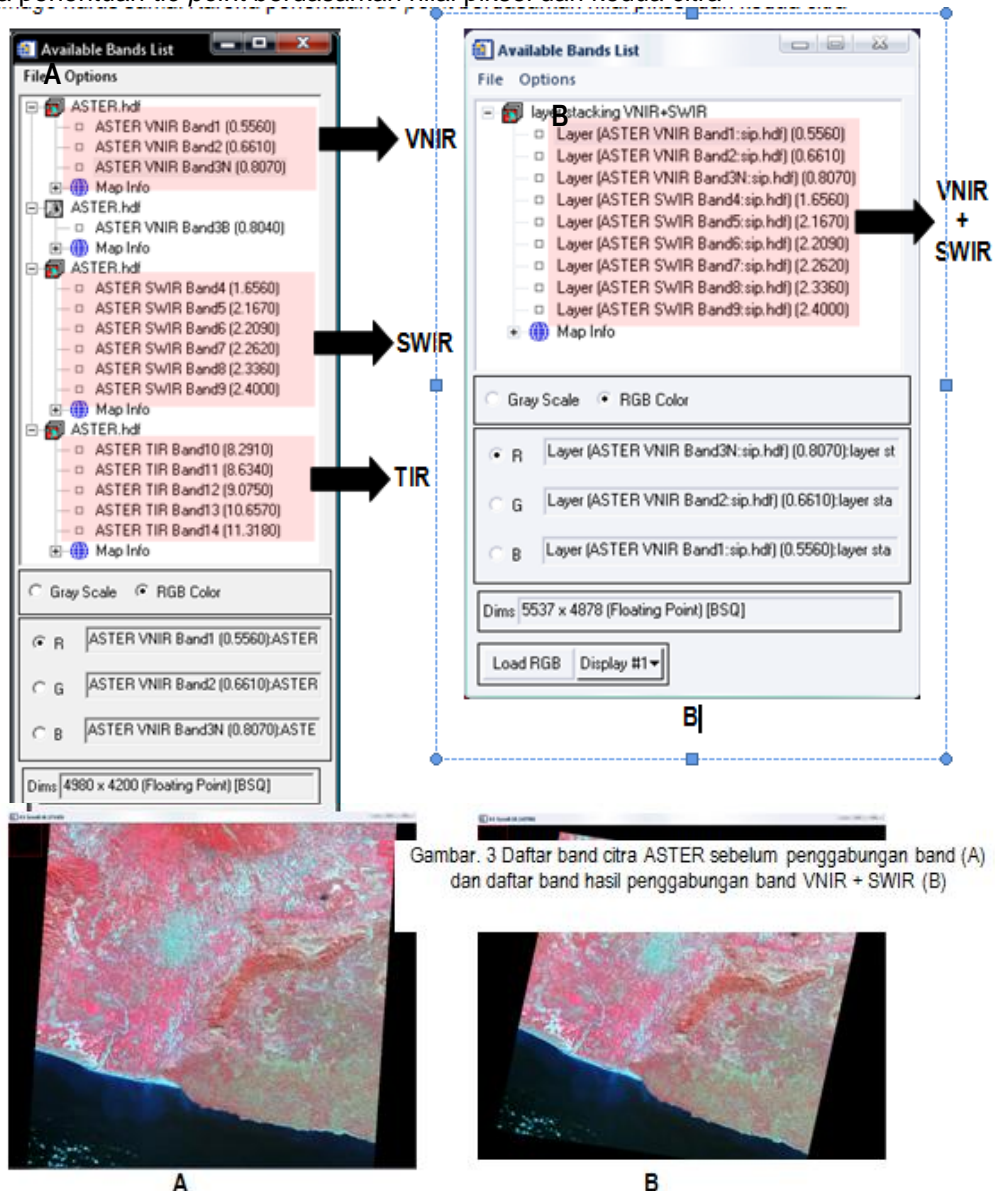 tie point berdasarkan nilai piksel dari kedua citra
Available Bands List
File Options
A
ASTER.hdf
ASTER VNIR Band1 (0.5560)
ASTER VNIR Band2 (0.6610)
ASTER VNIR Band3N (0.8070)
Map Info
ASTER.hdf
ASTER VNIR Band3B (0.8040)
Map Info
ASTER.hdf
ASTER SWIR Band4 (1.6560)
ASTER SWIR Band5 (2.1670)
ASTER SWIR Band6 (2.2090)
ASTER SWIR Band7 (2.2620)
ASTER SWIR Band8 (2.3360)
ASTER SWIR Band9 (2.4000)
Map Info
ASTER.hdf
ASTER TIR Band10 (8.2910)
ASTER TIR Band11 (8.6340)
ASTER TIR Band12 (9.0750)
ASTER TIR Band13 (10.6570)
ASTER TIR Band14 (11.3180)
Map Info
VNIR
SWIR
TIR
Gray Scale RGB Color
R ASTER VNIR Band1 (0.5560):ASTER
G ASTER VNIR Band2 (0.6610):ASTER
B ASTER VNIR Band3N (0.8070):ASTE
Dims 4980 x 4200 (Floating Point) [BSQ]
Available Bands List
File Options
B
layer stacking VNIR+SWIR
Layer (ASTER VNIR Band1:sip.hdf) (0.5560)
Layer (ASTER VNIR Band2:sip.hdf) (0.6610)
Layer (ASTER VNIR Band3N:sip.hdf) (0.8070)
Layer (ASTER SWIR Band4:sip.hdf) (1.6560)
Layer (ASTER SWIR Band5:sip.hdf) (2.1670)
Layer (ASTER SWIR Band6:sip.hdf) (2.2090)
Layer (ASTER SWIR Band7:sip.hdf) (2.2620)
Layer (ASTER SWIR Band8:sip.hdf) (2.3360)
Layer (ASTER SWIR Band9:sip.hdf) (2.4000)
Map Info
VNIR
+
SWIR
Gray Scale RGB Color
R Layer (ASTER VNIR Band3N:sip.hdf) (0.8070):layer st
G Layer (ASTER VNIR Band2:sip.hdf) (0.6610):layer sta
B Layer (ASTER VNIR Band1:sip.hdf) (0.5560):layer sta
Dims 5537 x 4878 (Floating Point) [BSQ]
Load RGB Display #1
B
Gambar. 3 Daftar band citra ASTER sebelum penggabungan band (A)
dan daftar band hasil penggabungan band VNIR + SWIR (B)
A
B